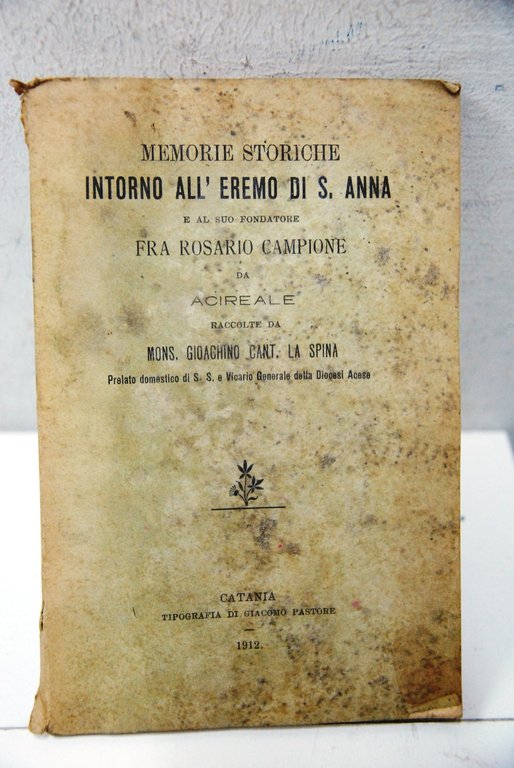 MEMORIE STORICHE
INTORNO ALL' EREMO DI S. ANNA
E AL SUO FONDATORE
FRA ROSARIO CAMPIONE
DA
ACIREALE
RACCOLTE DA
MONS. GIOACHINO CANT. LA SPINA
Prelato domestico di S. S. e Vicario Generale della Diocesi Acese
CATANIA
TIPOGRAFIA DI GIACOMO PASTORE
—
1912.